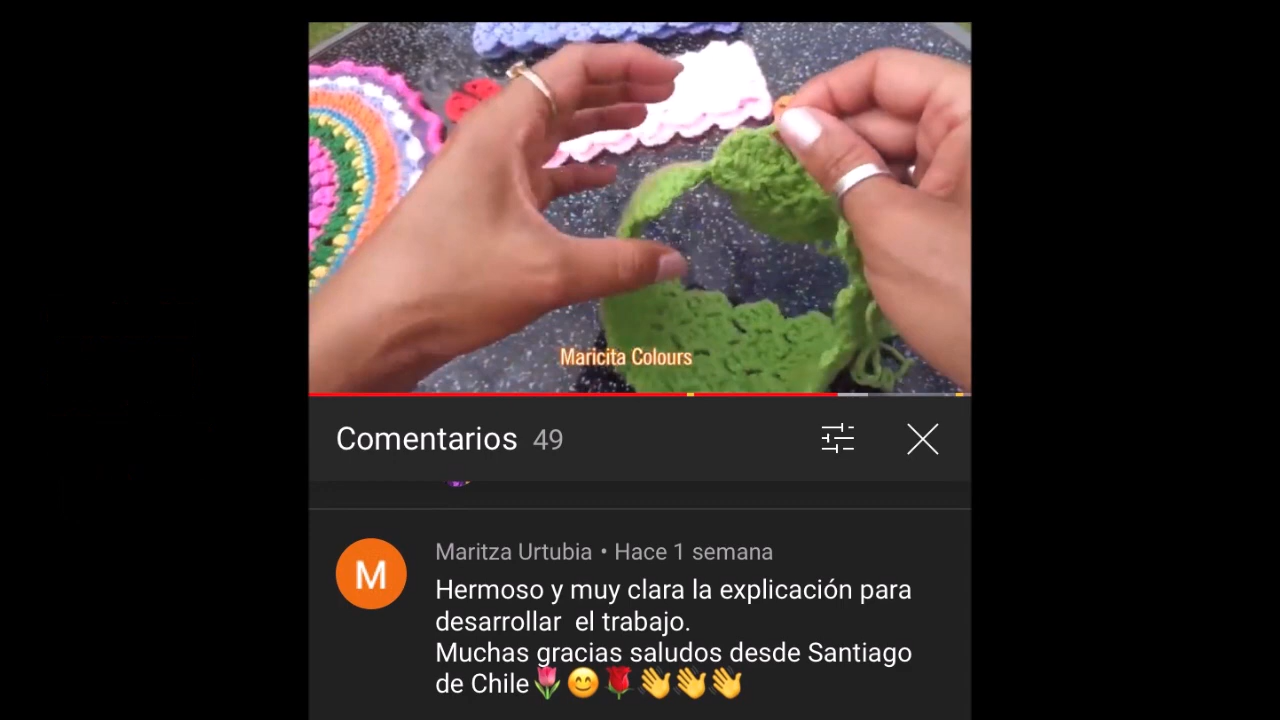 Maricita Colours
Comentarios 49
M
Maritza Urtubia • Hace 1 semana
Hermoso y muy clara la explicación para
desarrollar  el trabajo.
Muchas gracias saludos desde Santiago
de Chile🌷😊🌹👋👋👋